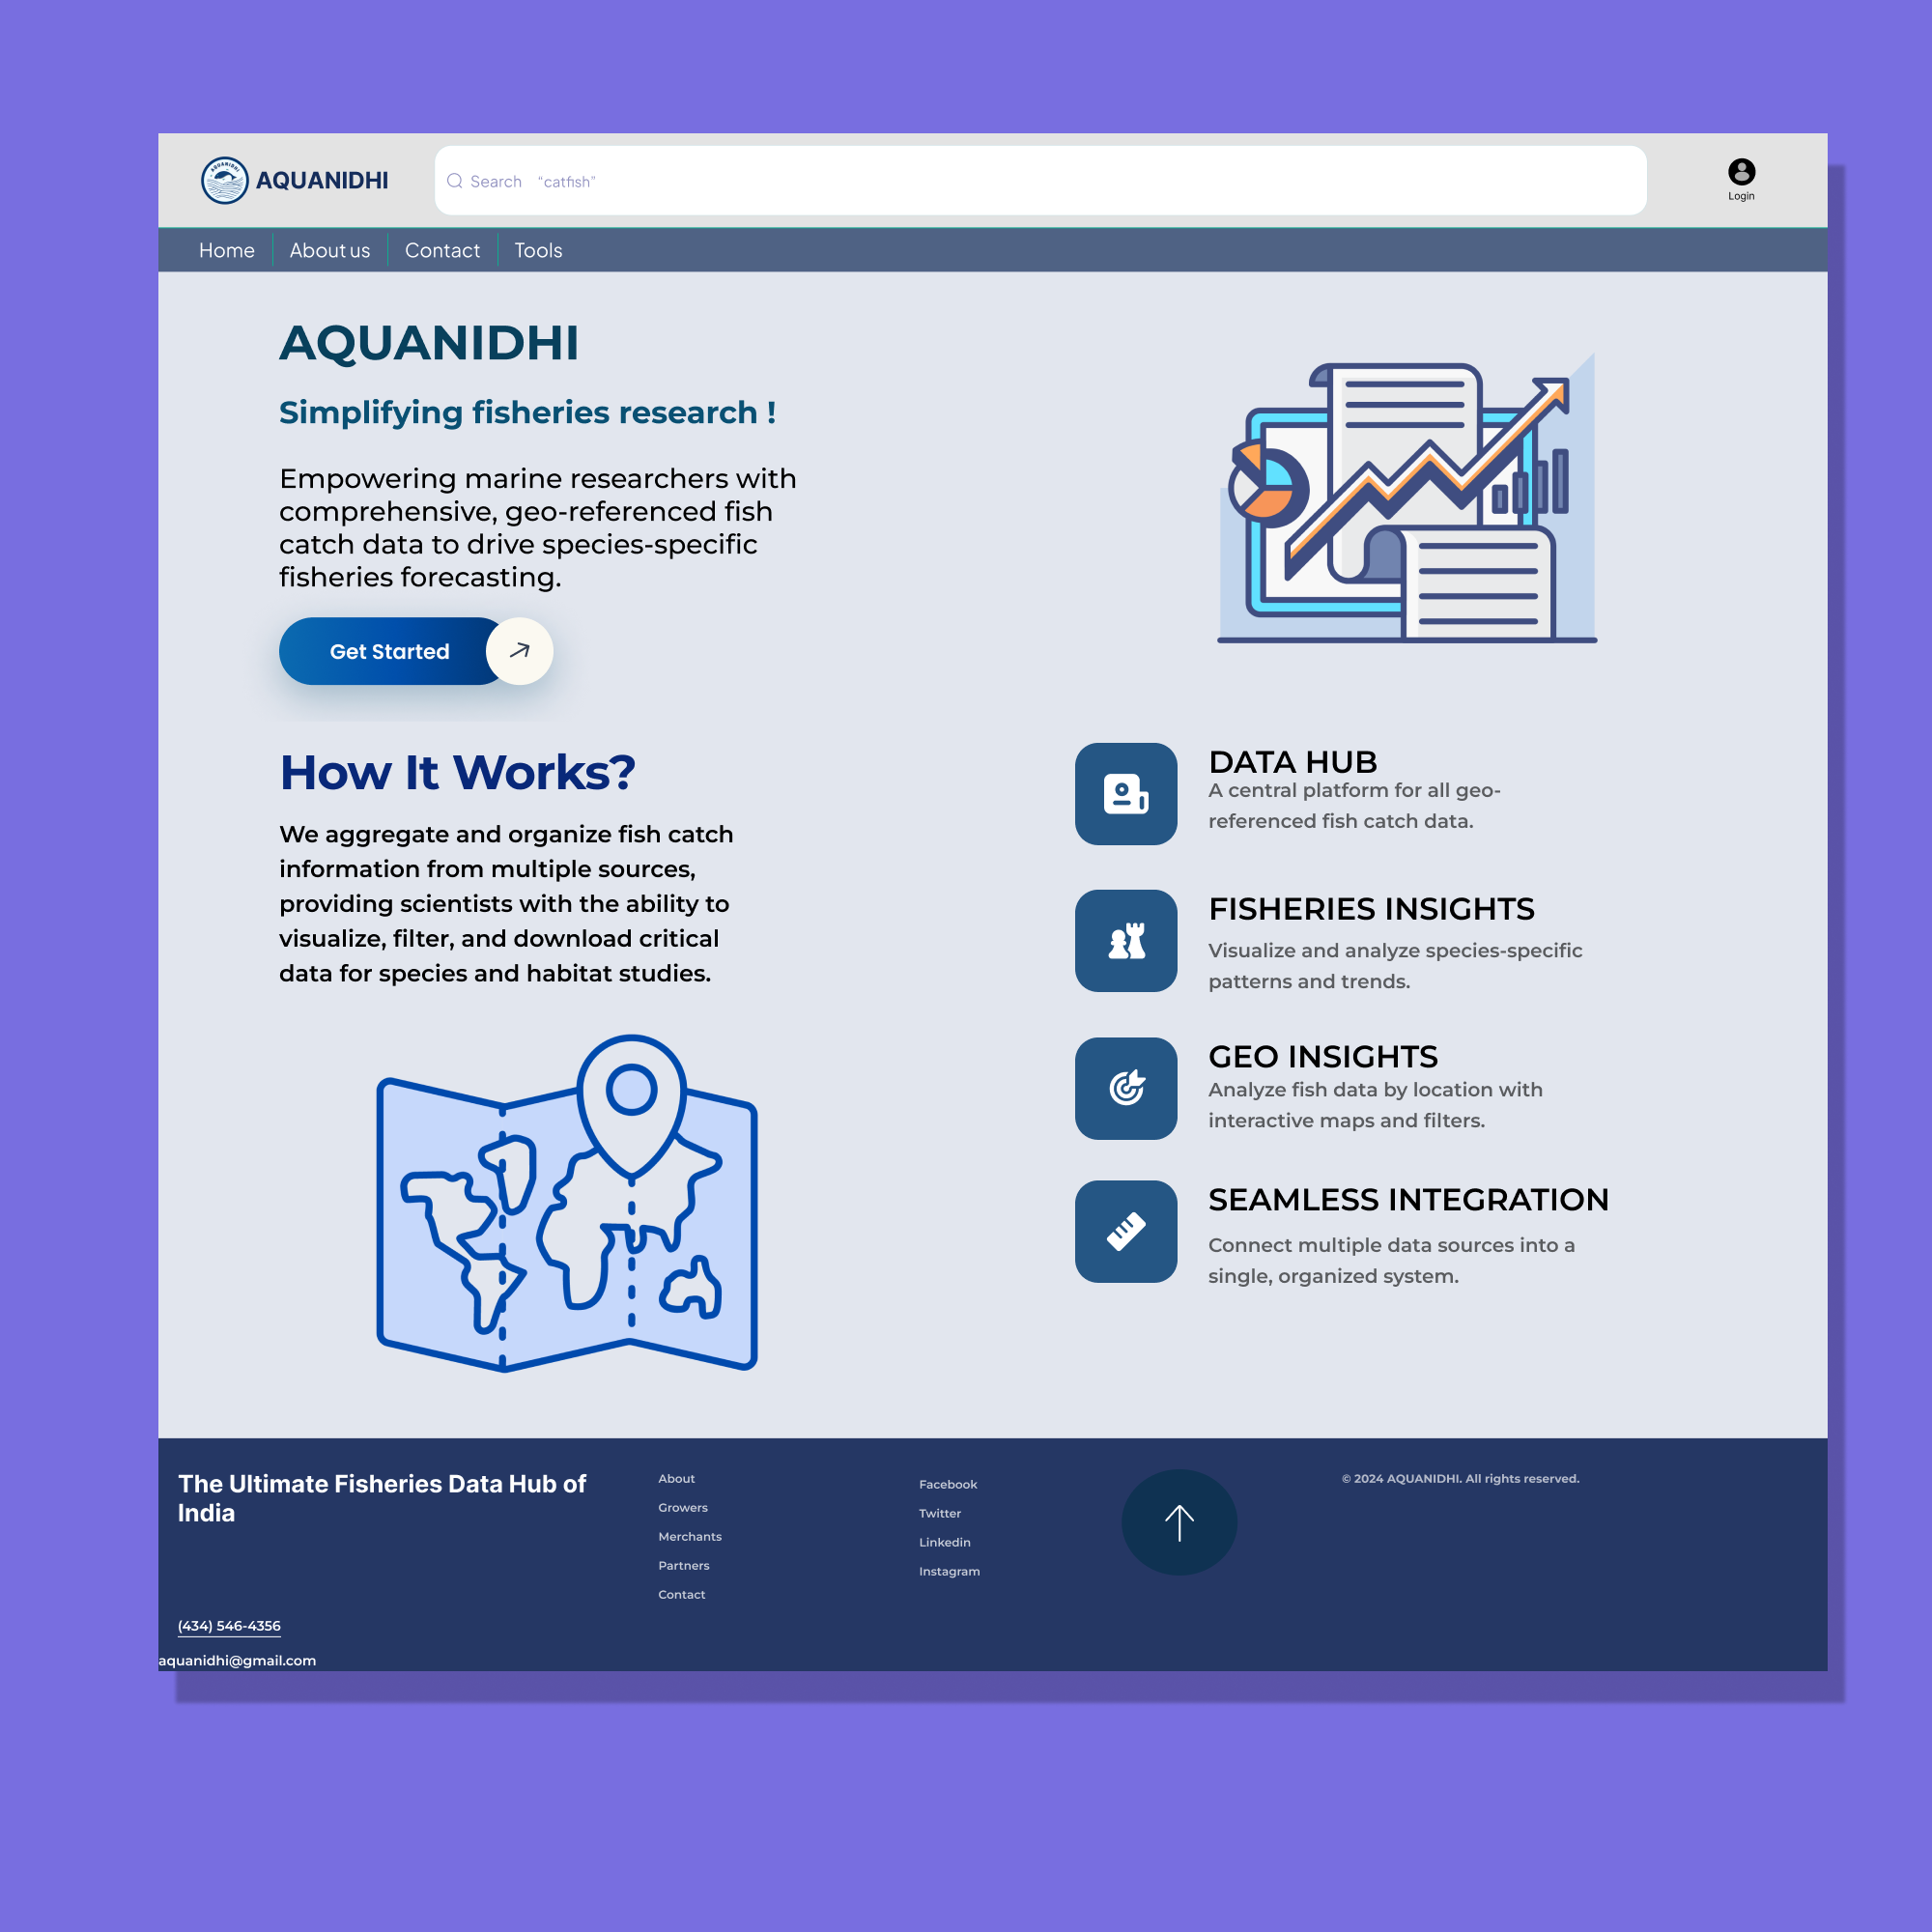 AQUANIDHI
AQUANIDHI
Search “catfish”
Login
Home
About us
Contact
Tools
AQUANIDHI
Simplifying fisheries research !
Empowering marine researchers with
comprehensive, geo-referenced fish
catch data to drive species-specific
fisheries forecasting.
Get Started
How It Works?
We aggregate and organize fish catch
information from multiple sources,
providing scientists with the ability to
visualize, filter, and download critical
data for species and habitat studies.
DATA HUB
A central platform for all geo-
referenced fish catch data.
FISHERIES INSIGHTS
Visualize and analyze species-specific
patterns and trends.
GEO INSIGHTS
Analyze fish data by location with
interactive maps and filters.
SEAMLESS INTEGRATION
Connect multiple data sources into a
single, organized system.
The Ultimate Fisheries Data Hub of
India
(434) 546-4356
aquanidhi@gmail.com
About
Growers
Merchants
Partners
Contact
Facebook
Twitter
Linkedin
Instagram
© 2024 AQUANIDHI. All rights reserved.